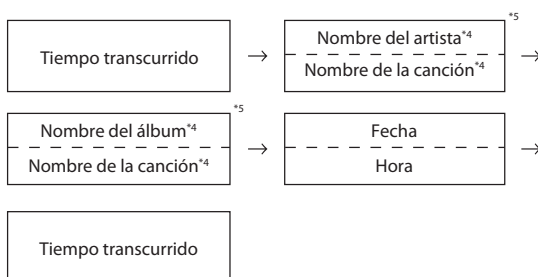 *5
Tiempo transcurrido → Nombre del artista*4
Nombre de la canción*4 →
*5
Nombre del álbum*4
Nombre de la canción*4 → Fecha
Hora →
Tiempo transcurrido